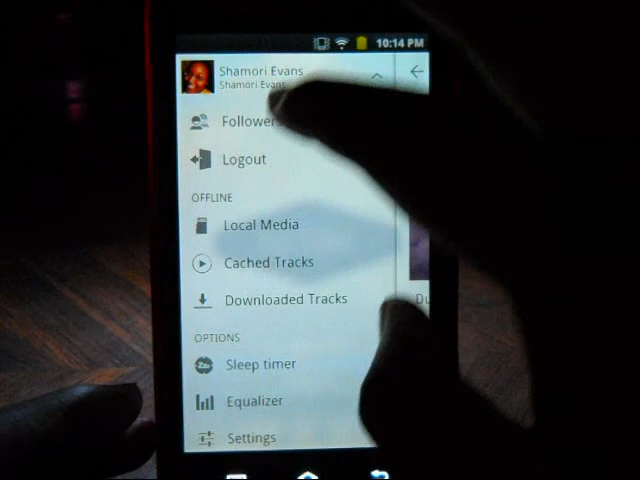 10:14 PM
Shamori Evans
Shamori Evans
Follower
Logout
OFFLINE
Local Media
Cached Tracks
Downloaded Tracks
Du
OPTIONS
Sleep timer
Equalizer
Settings